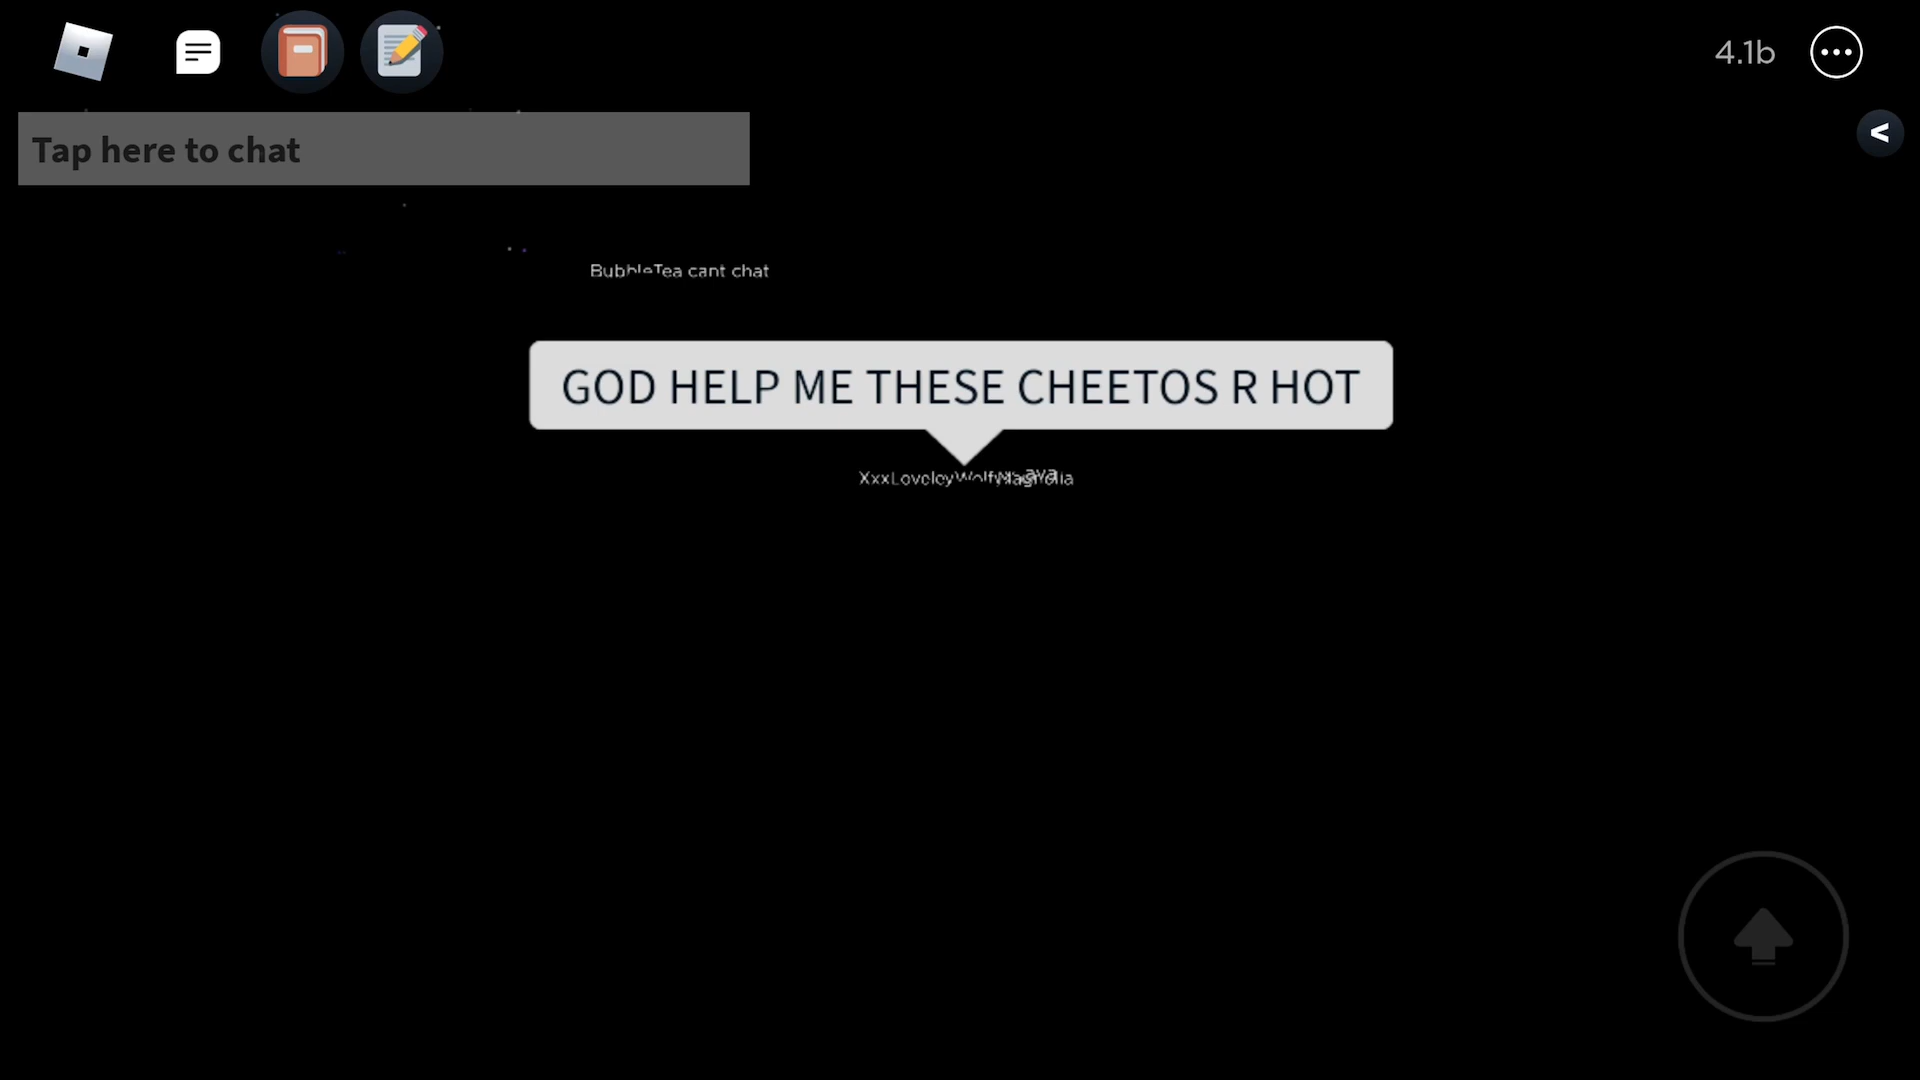 4.1b
Tap here to chat
<
BubbleTea cant chat
GOD HELP ME THESE CHEETOS R HOT